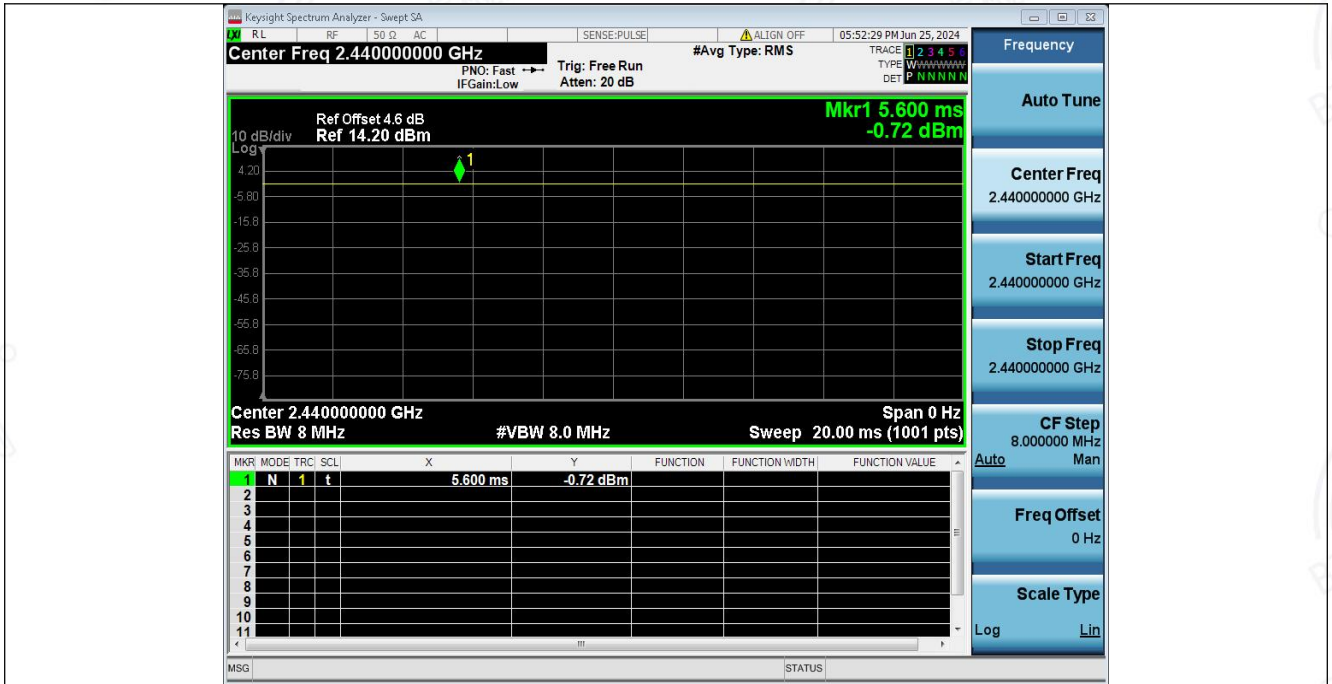 Keysight Spectrum Analyzer - Swept SA
LXI RL RF 50 Ω AC SENSE:PULSE ALIGN OFF 05:52:29 PM Jun 25, 2024
Center Freq 2.440000000 GHz #Avg Type: RMS TRACE 1 2 3 4 5 6
PNO: Fast Trig: Free Run TYPE WWWWWW
IFGain:Low Atten: 20 dB DET P N N N N N
Mkr1 5.600 ms
-0.72 dBm
Ref Offset 4.6 dB
10 dB/div Ref 14.20 dBm
Log
1
4.20
-5.80
-15.8
-25.8
-35.8
-45.8
-55.8
-65.8
-75.8
Center 2.440000000 GHz Span 0 Hz
Res BW 8 MHz #VBW 8.0 MHz Sweep 20.00 ms (1001 pts)
MKR MODE TRC SCL X Y FUNCTION FUNCTION WIDTH FUNCTION VALUE
1 N 1 t 5.600 ms -0.72 dBm
2
3
4
5
6
7
8
9
10
11
MSG STATUS
Frequency
Auto Tune
Center Freq
2.440000000 GHz
Start Freq
2.440000000 GHz
Stop Freq
2.440000000 GHz
CF Step
8.000000 MHz
Auto Man
Freq Offset
0 Hz
Scale Type
Log Lin